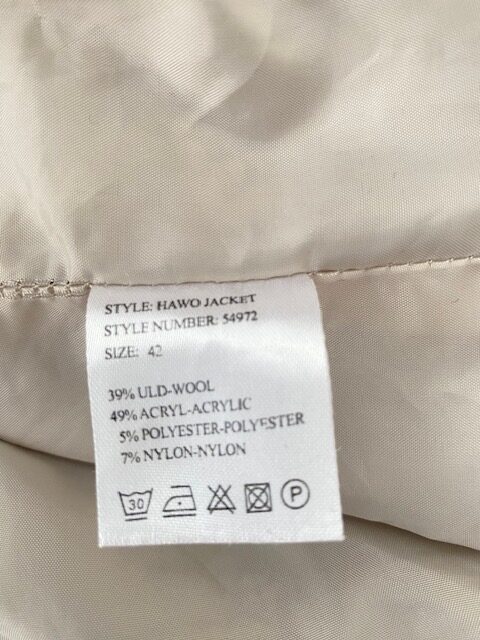 STYLE: HAWO JACKET
STYLE NUMBER: 54972
SIZE: 42
39% ULD-WOOL
49% ACRYL-ACRYLIC
5% POLYESTER-POLYESTER
7% NYLON-NYLON
30 P